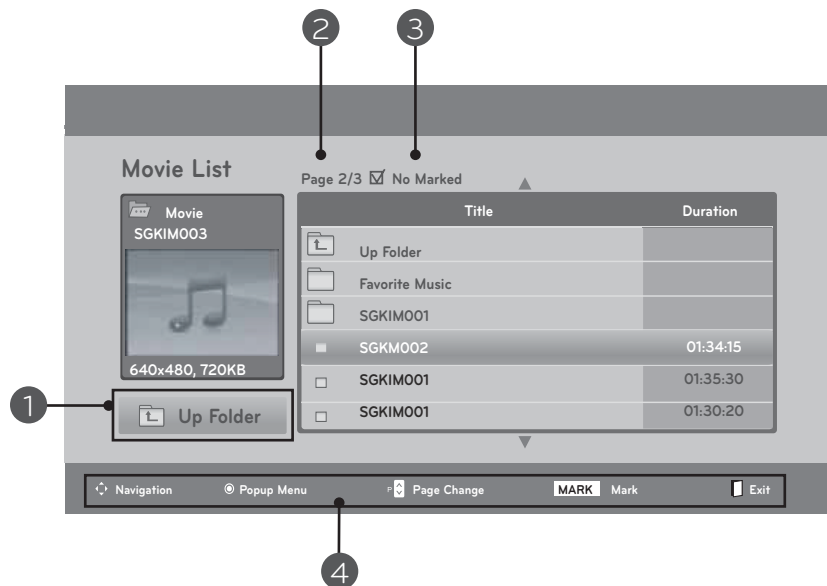 2 3
Movie List
Page 2/3 No Marked
Movie
SGKIM003
640x480, 720KB
1
Up Folder
Title Duration
Up Folder
Favorite Music
SGKIM001
SGKM002 01:34:15
SGKIM001 01:35:30
SGKIM001 01:30:20
Navigation Popup Menu P Page Change MARK Mark Exit
4